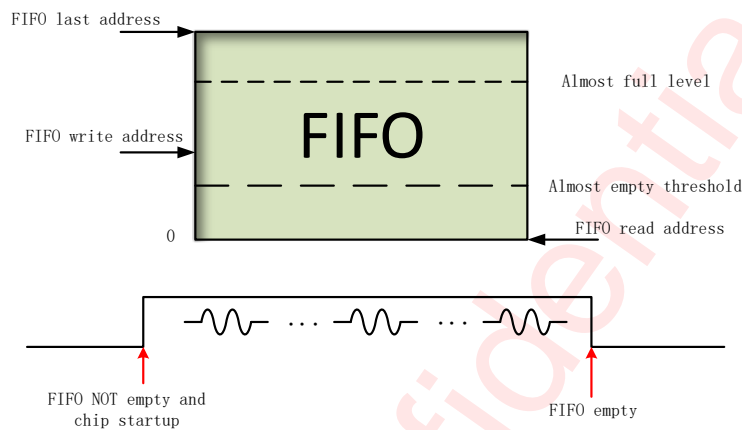 FIFO last address
Almost full level
FIFO
FIFO write address
Almost empty threshold
0
FIFO read address
... ...
FIFO NOT empty and
chip startup
FIFO empty